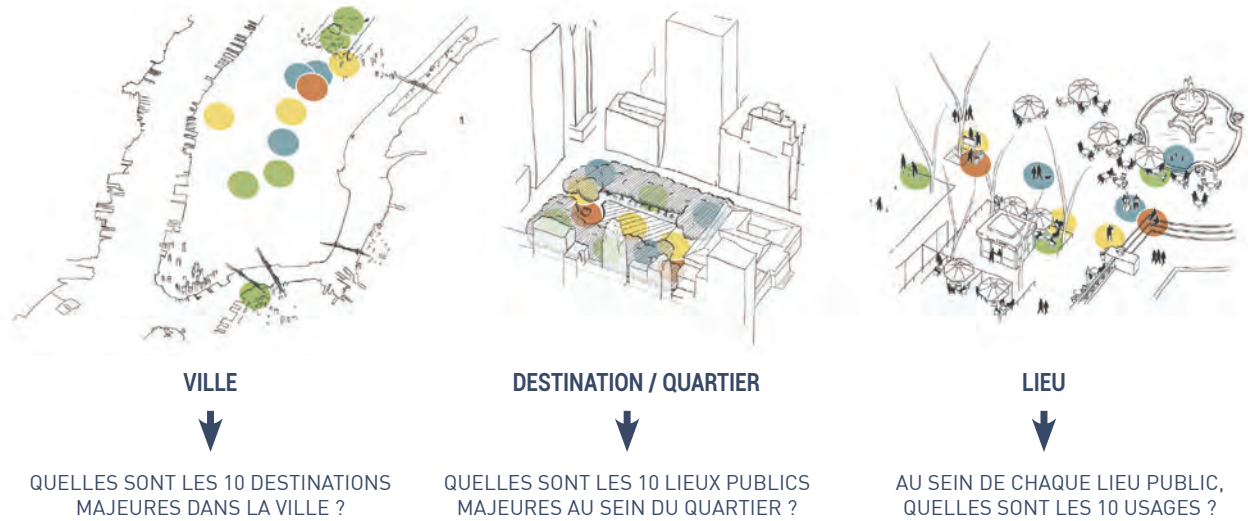 VILLE
QUELLES SONT LES 10 DESTINATIONS
MAJEURES DANS LA VILLE ?
DESTINATION / QUARTIER
QUELLES SONT LES 10 LIEUX PUBLICS
MAJEURES AU SEIN DU QUARTIER ?
LIEU
AU SEIN DE CHAQUE LIEU PUBLIC,
QUELLES SONT LES 10 USAGES ?